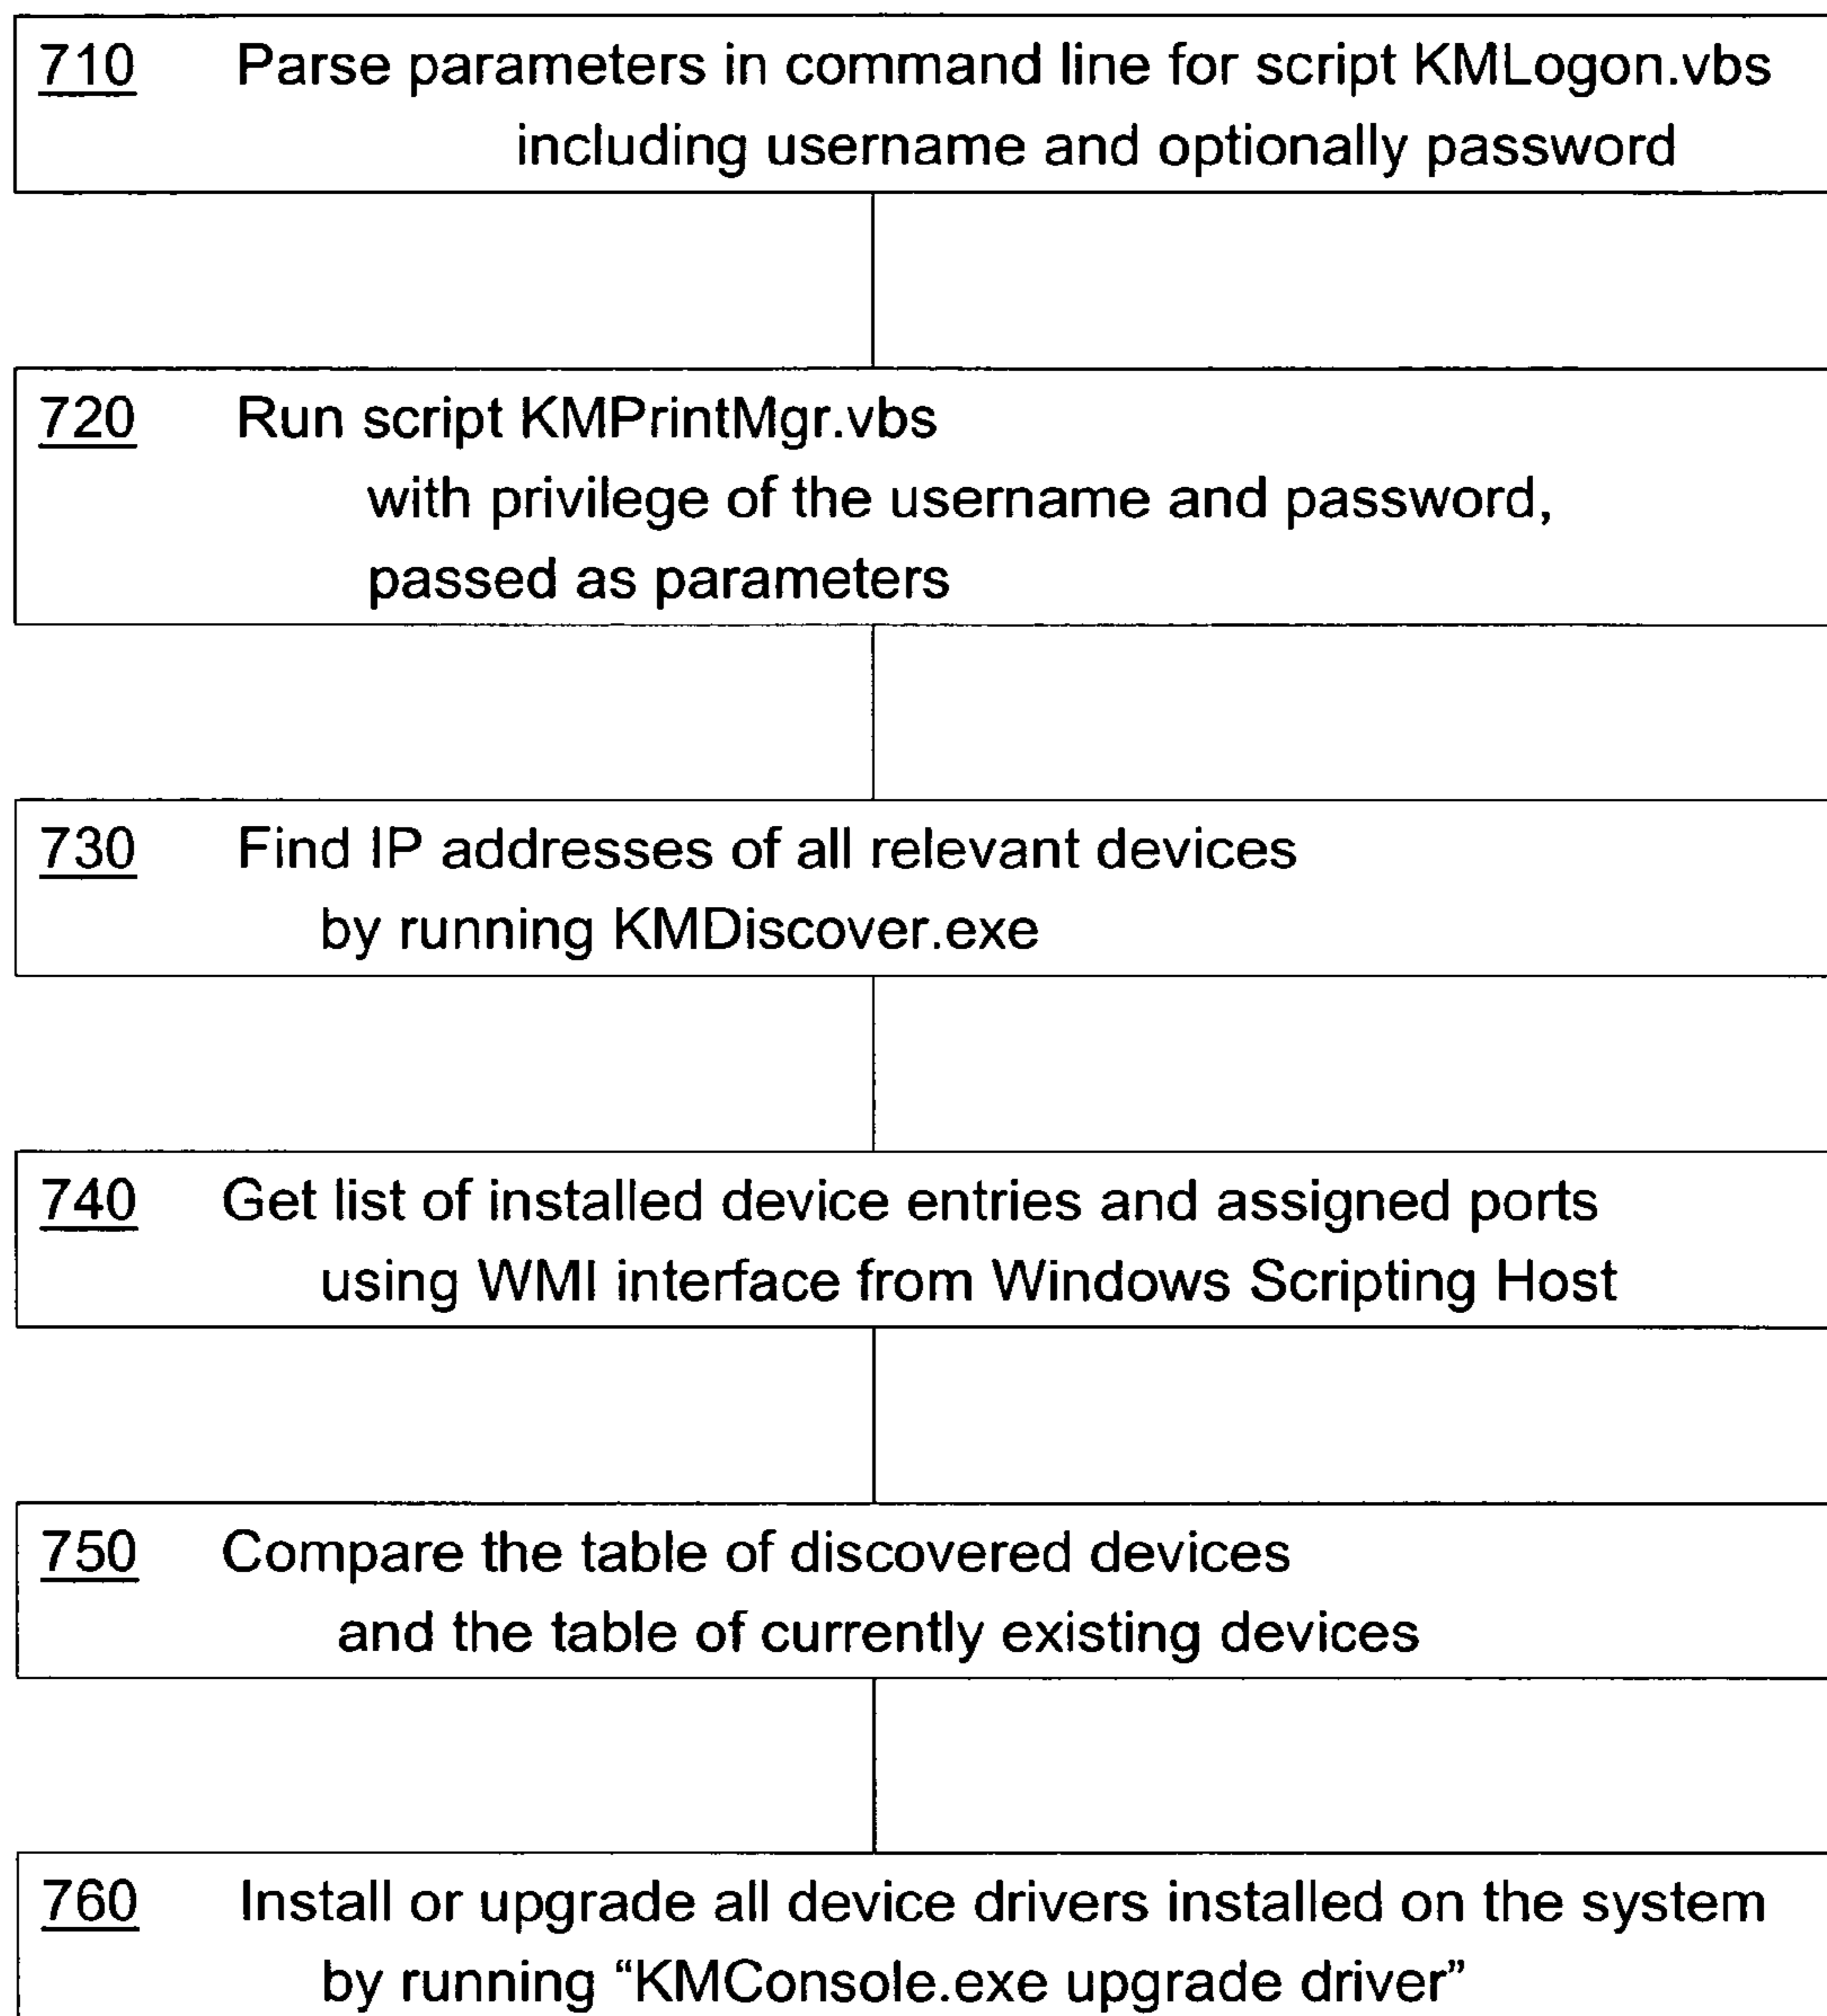 710 Parse parameters in command line for script KMLogon.vbs
including username and optionally password
720 Run script KMPrintMgr.vbs
with privilege of the username and password,
passed as parameters
730 Find IP addresses of all relevant devices
by running KMDiscover.exe
740 Get list of installed device entries and assigned ports
using WMI interface from Windows Scripting Host
750 Compare the table of discovered devices
and the table of currently existing devices
760 Install or upgrade all device drivers installed on the system
by running “KMConsole.exe upgrade driver”